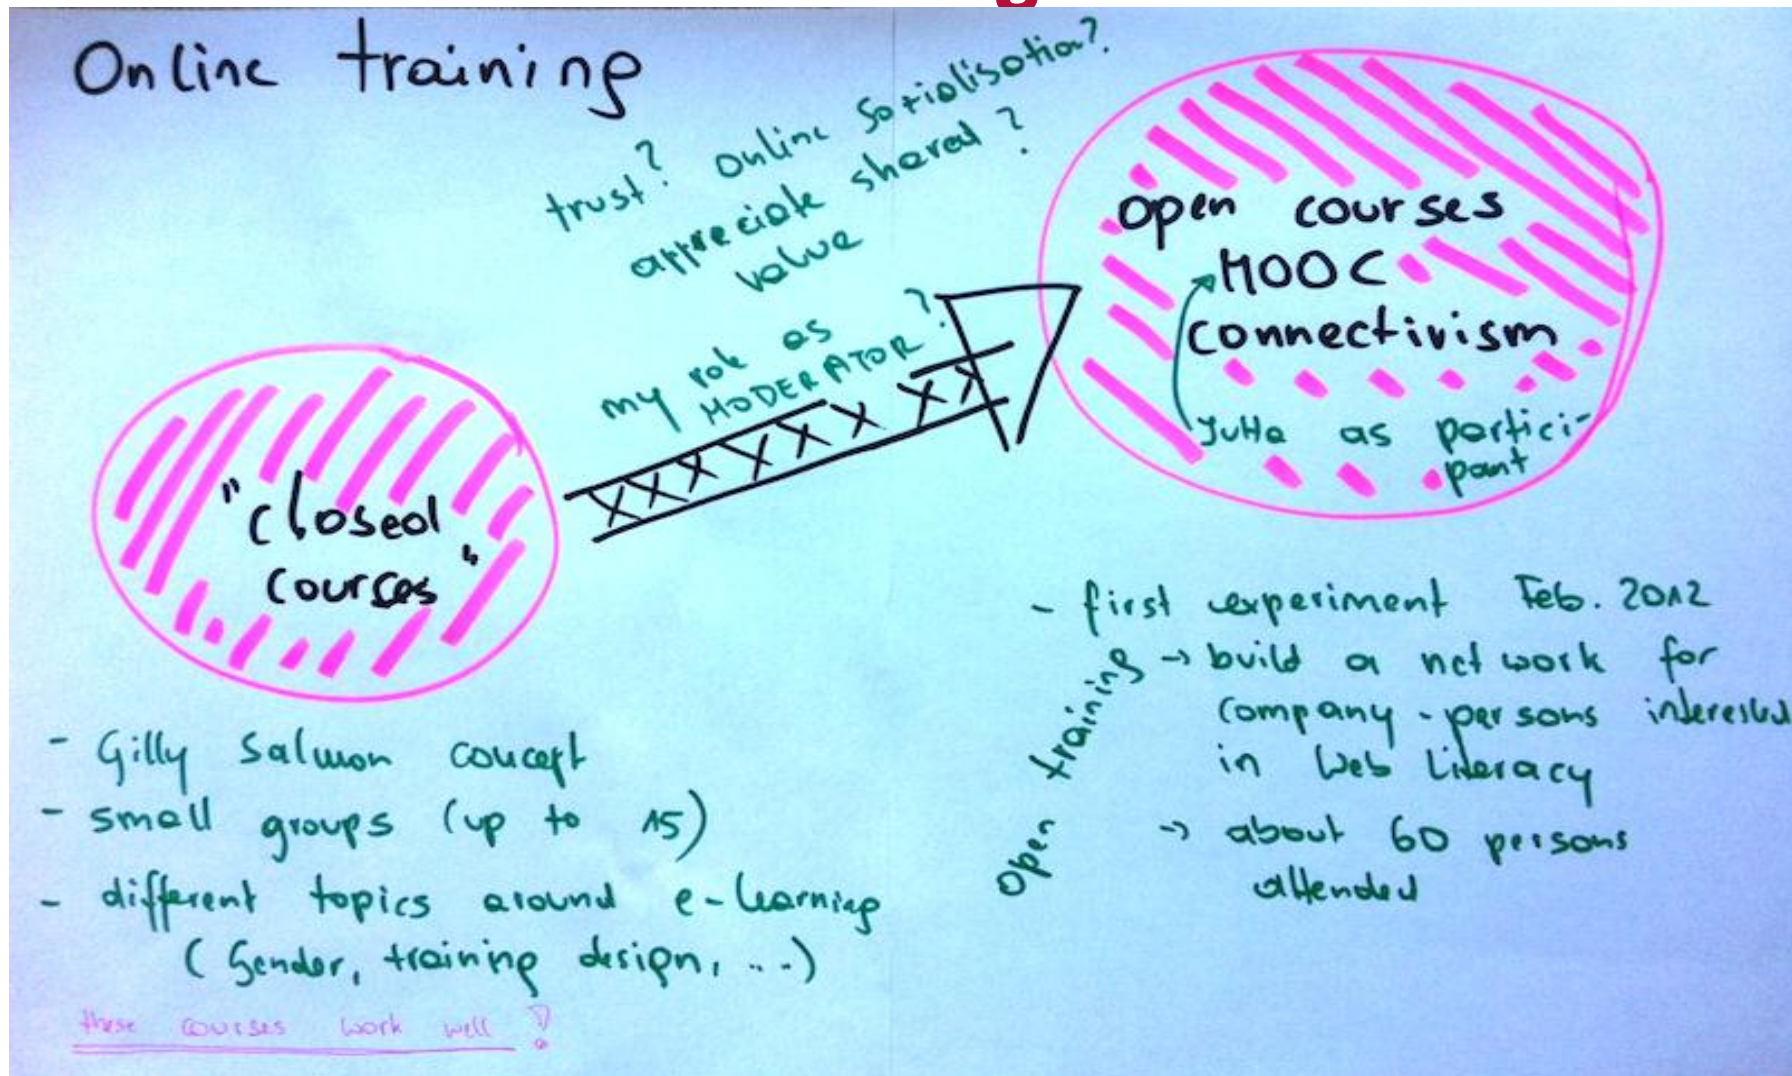 Online training
trust? Online Sozialisation?
appreciate shared?
value
my role as
MODERATOR?
"closed
courses"
open courses
MOOC
connectivism
Jutta as partici-
pant
- Gilly Salmon concept
- small groups (up to 15)
- different topics around e-learning
(Gender, training design, ...)
these courses work well!
- first experiment Feb. 2012
open training
→ build a network for
company-persons interested
in Web Literacy
→ about 60 persons
attended